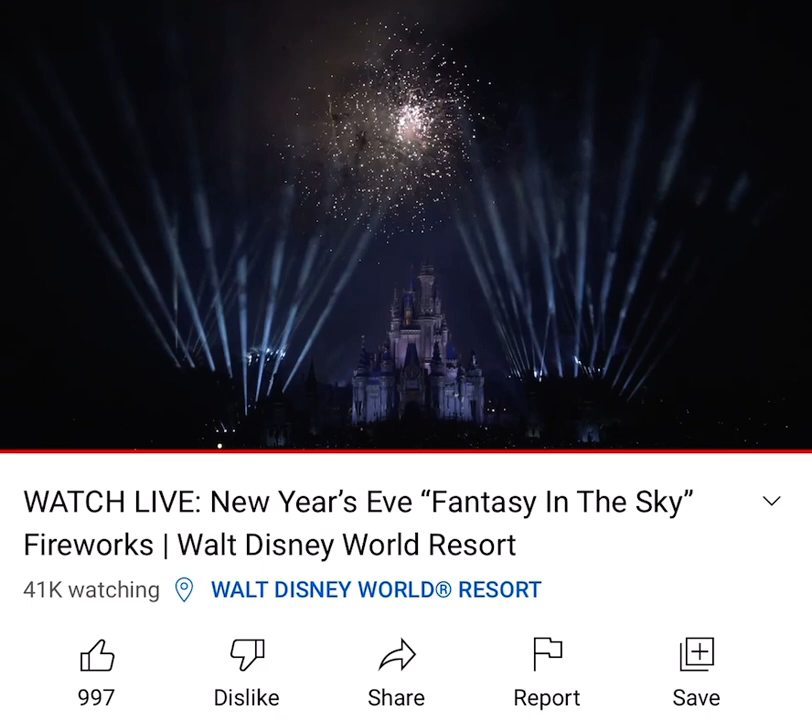 WATCH LIVE: New Year’s Eve “Fantasy In The Sky”
Fireworks | Walt Disney World Resort
41K watching WALT DISNEY WORLD® RESORT
997 Dislike Share Report Save